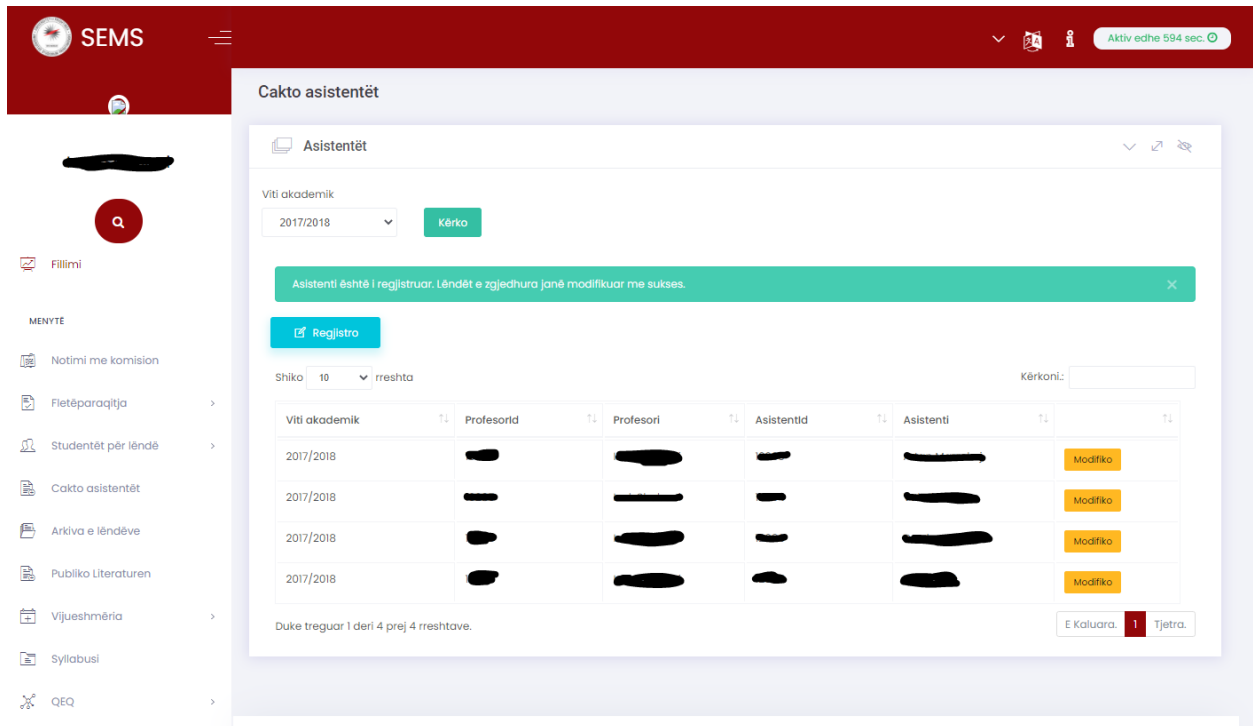 SEMS
Aktiv edhe 594 sec.
Cakto asistentët
Asistentët
Viti akademik
2017/2018
Kërko
Fillimi
Asistenti është i regjistruar. Lëndët e zgjedhura janë modifikuar me sukses.
MENYTË
Regjistro
Notimi me komision
Shiko 10 rreshta
Kërkoni.:
Fletëparaqitja
Viti akademik ProfesorId Profesori AsistentId Asistenti
Studentët për lëndë
2017/2018 Modifiko
Cakto asistentët
2017/2018 Modifiko
Arkiva e lëndëve
2017/2018 Modifiko
Publiko Literaturen
2017/2018 Modifiko
Vijueshmëria
Duke treguar 1 deri 4 prej 4 rreshtave.
E Kaluara. 1 Tjetra.
Syllabusi
QEQ